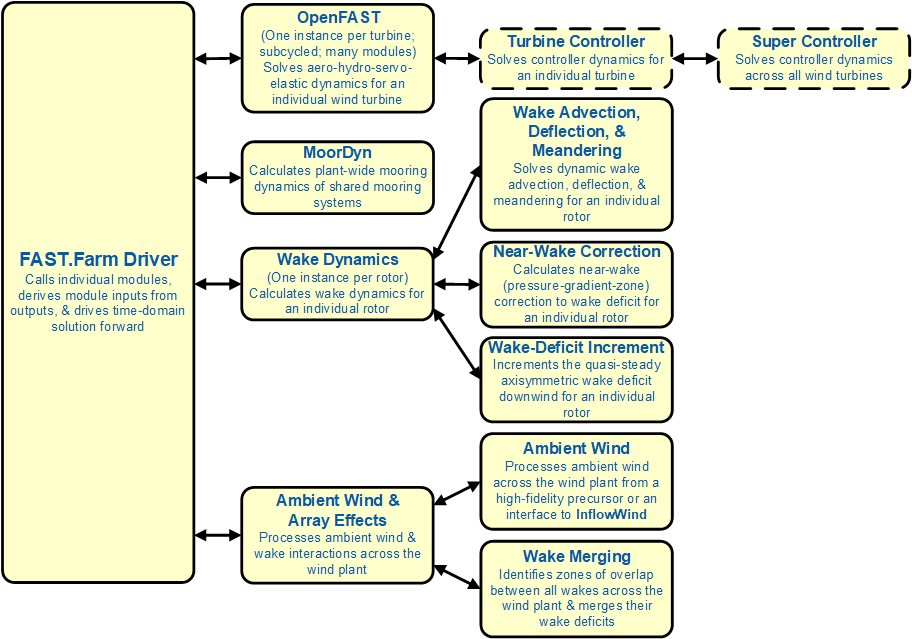 FAST.Farm Driver
Calls individual modules,
derives module inputs from
outputs, & drives time-domain
solution forward
OpenFAST
(One instance per turbine;
subcycled; many modules)
Solves aero-hydro-servo-
elastic dynamics for an
individual wind turbine
Turbine Controller
Solves controller dynamics for
an individual turbine
Super Controller
Solves controller dynamics
across all wind turbines
MoorDyn
Calculates plant-wide mooring
dynamics of shared mooring
systems
Wake Dynamics
(One instance per rotor)
Calculates wake dynamics for
an individual rotor
Wake Advection,
Deflection, &
Meandering
Solves dynamic wake
advection, deflection, &
meandering for an individual
rotor
Near-Wake Correction
Calculates near-wake
(pressure-gradient-zone)
correction to wake deficit for
an individual rotor
Wake-Deficit Increment
Increments the quasi-steady
axisymmetric wake deficit
downwind for an individual
rotor
Ambient Wind &
Array Effects
Processes ambient wind &
wake interactions across the
wind plant
Ambient Wind
Processes ambient wind
across the wind plant from a
high-fidelity precursor or an
interface to InflowWind
Wake Merging
Identifies zones of overlap
between all wakes across the
wind plant & merges their
wake deficits